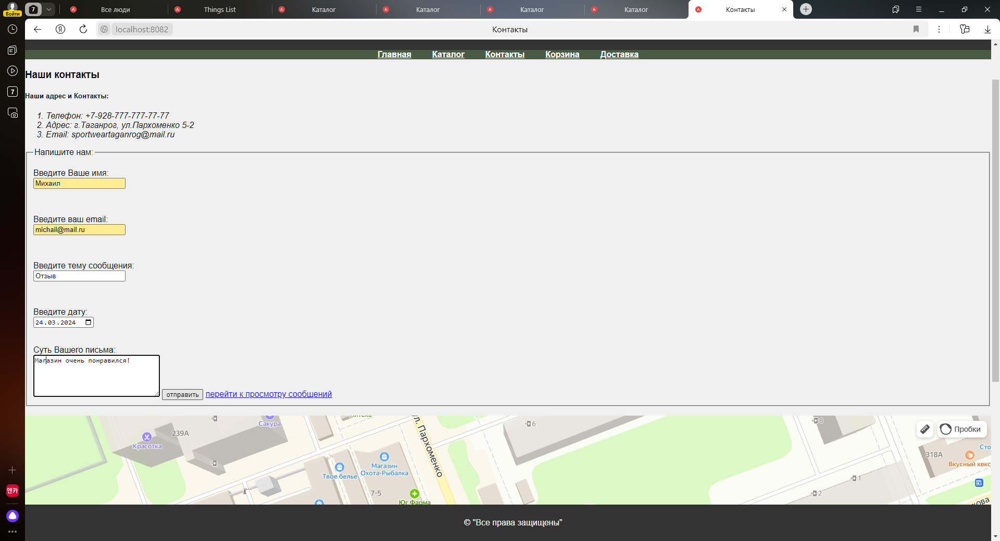 7
Все люди
Things List
Каталог
Каталог
Каталог
Каталог
Контакты
Войти
localhost:8082
Контакты
7
Главная
Каталог
Контакты
Корзина
Доставка
Наши контакты
Наши адрес и Контакты:
1. Телефон: +7-928-777-777-77-77
2. Адрес: г.Таганрог, ул.Пархоменко 5-2
3. Email: sportweartaganrog@mail.ru
Напишите нам:
Введите Ваше имя:
Михаил
Введите ваш email:
michail@mail.ru
Введите тему сообщения:
Отзыв
Введите дату:
24.03.2024
Суть Вашего письма:
Магазин очень понравился!
отправить
перейти к просмотру сообщений
Сакура
239А
Красотка
ул. Пархоменко
6
8
Пробки
318А
Вкусный кекс
Магазин
Охота-Рыбалка
Твое белье
7-5
Юг Фарма
1
2
엔카
© "Все права защищены"